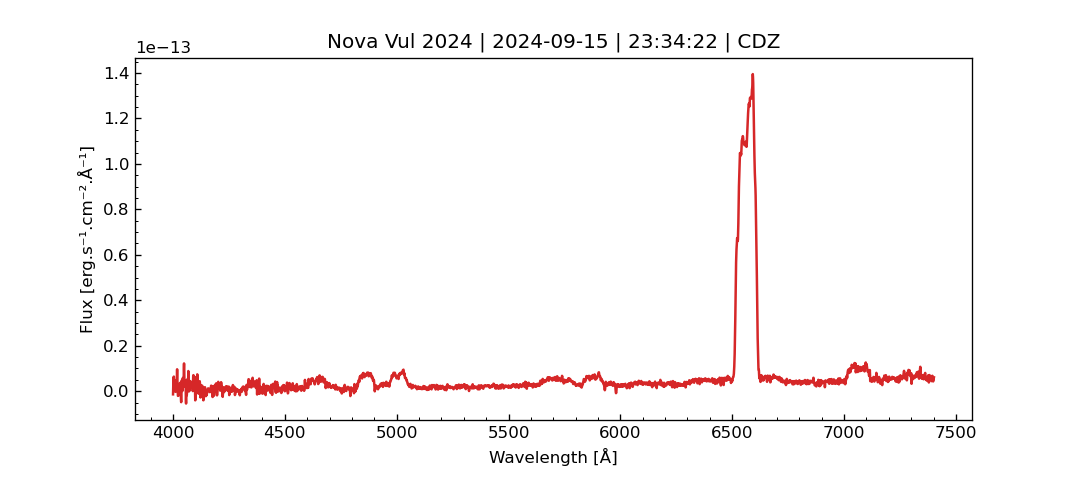 Nova Vul 2024 | 2024-09-15 | 23:34:22 | CDZ
1e−13
1.4
1.2
1.0
0.8
0.6
0.4
0.2
0.0
Flux [erg.s⁻¹.cm⁻².Å⁻¹]
4000 4500 5000 5500 6000 6500 7000 7500
Wavelength [Å]